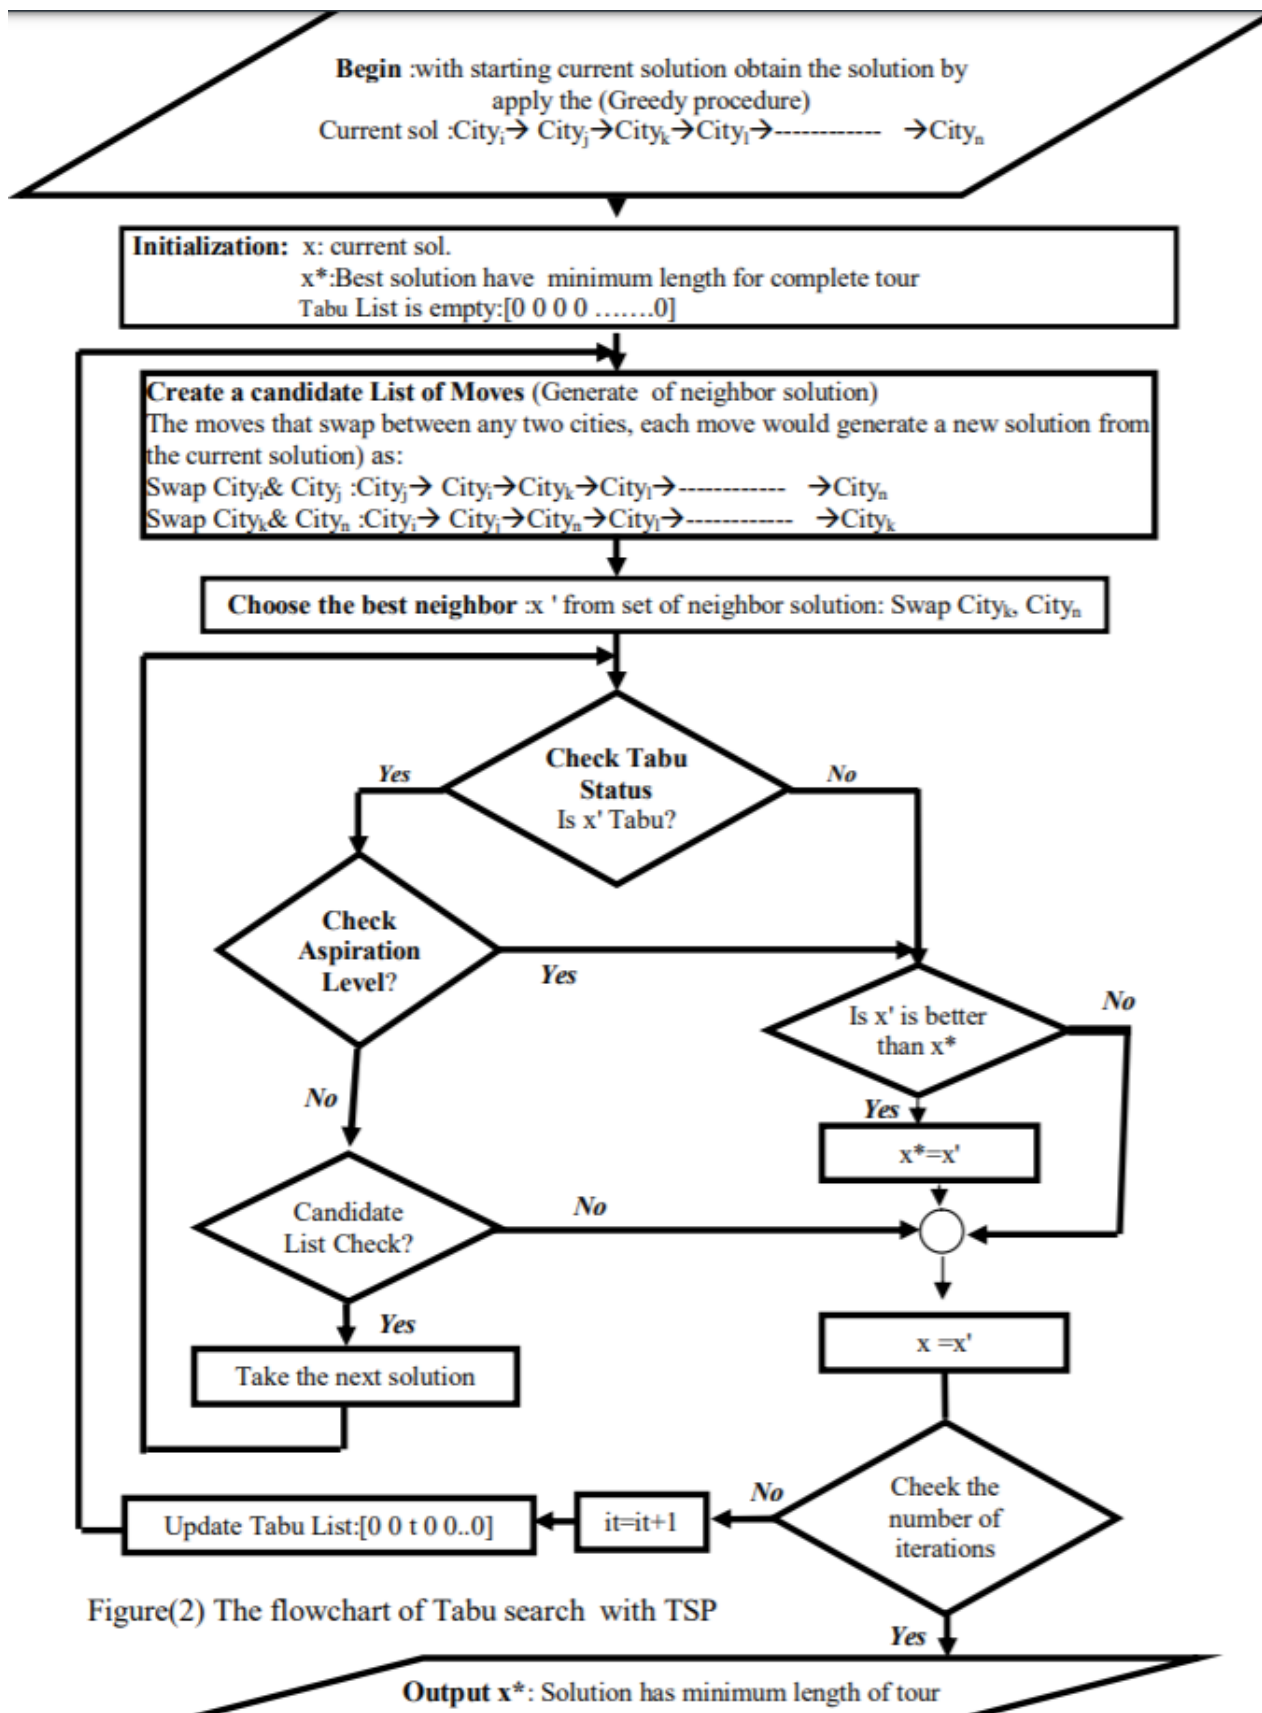 Begin :with starting current solution obtain the solution by
apply the (Greedy procedure)
Current sol :Cityᵢ→ Cityⱼ→Cityₖ→Cityₗ→------------ →Cityₙ
Initialization: x: current sol.
x*:Best solution have minimum length for complete tour
Tabu List is empty:[0 0 0 0 …….0]
Create a candidate List of Moves (Generate of neighbor solution)
The moves that swap between any two cities, each move would generate a new solution from
the current solution) as:
Swap Cityᵢ& Cityⱼ :Cityⱼ→ Cityᵢ→Cityₖ→Cityₗ→------------ →Cityₙ
Swap Cityₖ& Cityₙ :Cityᵢ→ Cityⱼ→Cityₙ→Cityₗ→------------ →Cityₖ
Choose the best neighbor :x ' from set of neighbor solution: Swap Cityₖ, Cityₙ
Check Tabu
Status
Is x' Tabu?
Yes
No
Check
Aspiration
Level?
Yes
No
Is x' is better
than x*
No
Yes
x*=x'
Candidate
List Check?
No
Yes
Take the next solution
x =x'
Cheek the
number of
iterations
No
it=it+1
Update Tabu List:[0 0 t 0 0..0]
Figure(2) The flowchart of Tabu search with TSP
Yes
Output x*: Solution has minimum length of tour